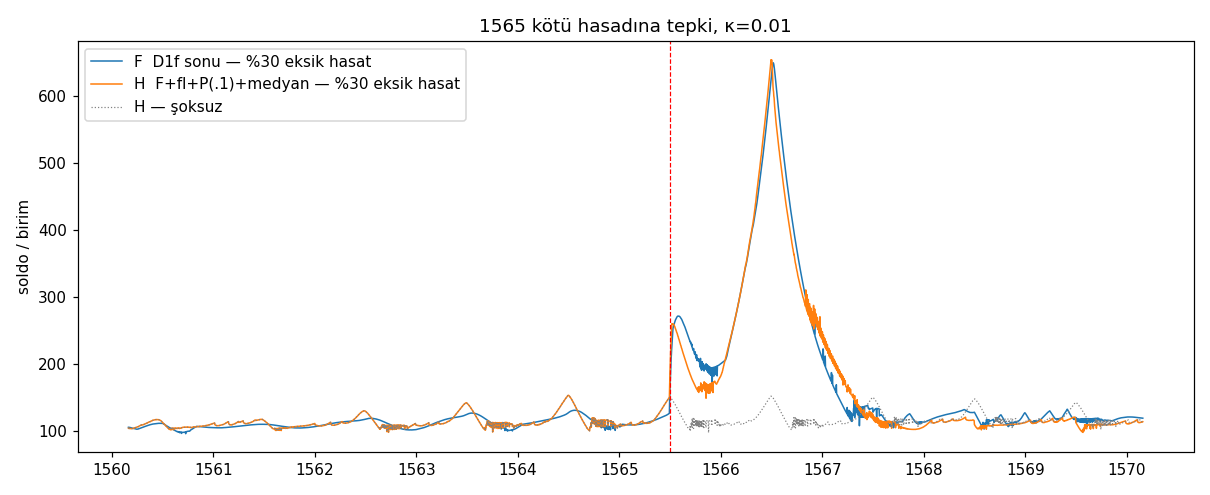 1565 kötü hasadına tepki, κ=0.01
F  D1f sonu — %30 eksik hasat
H  F+fl+P(.1)+medyan — %30 eksik hasat
H — şoksuz
soldo / birim
600
500
400
300
200
100
1560 1561 1562 1563 1564 1565 1566 1567 1568 1569 1570